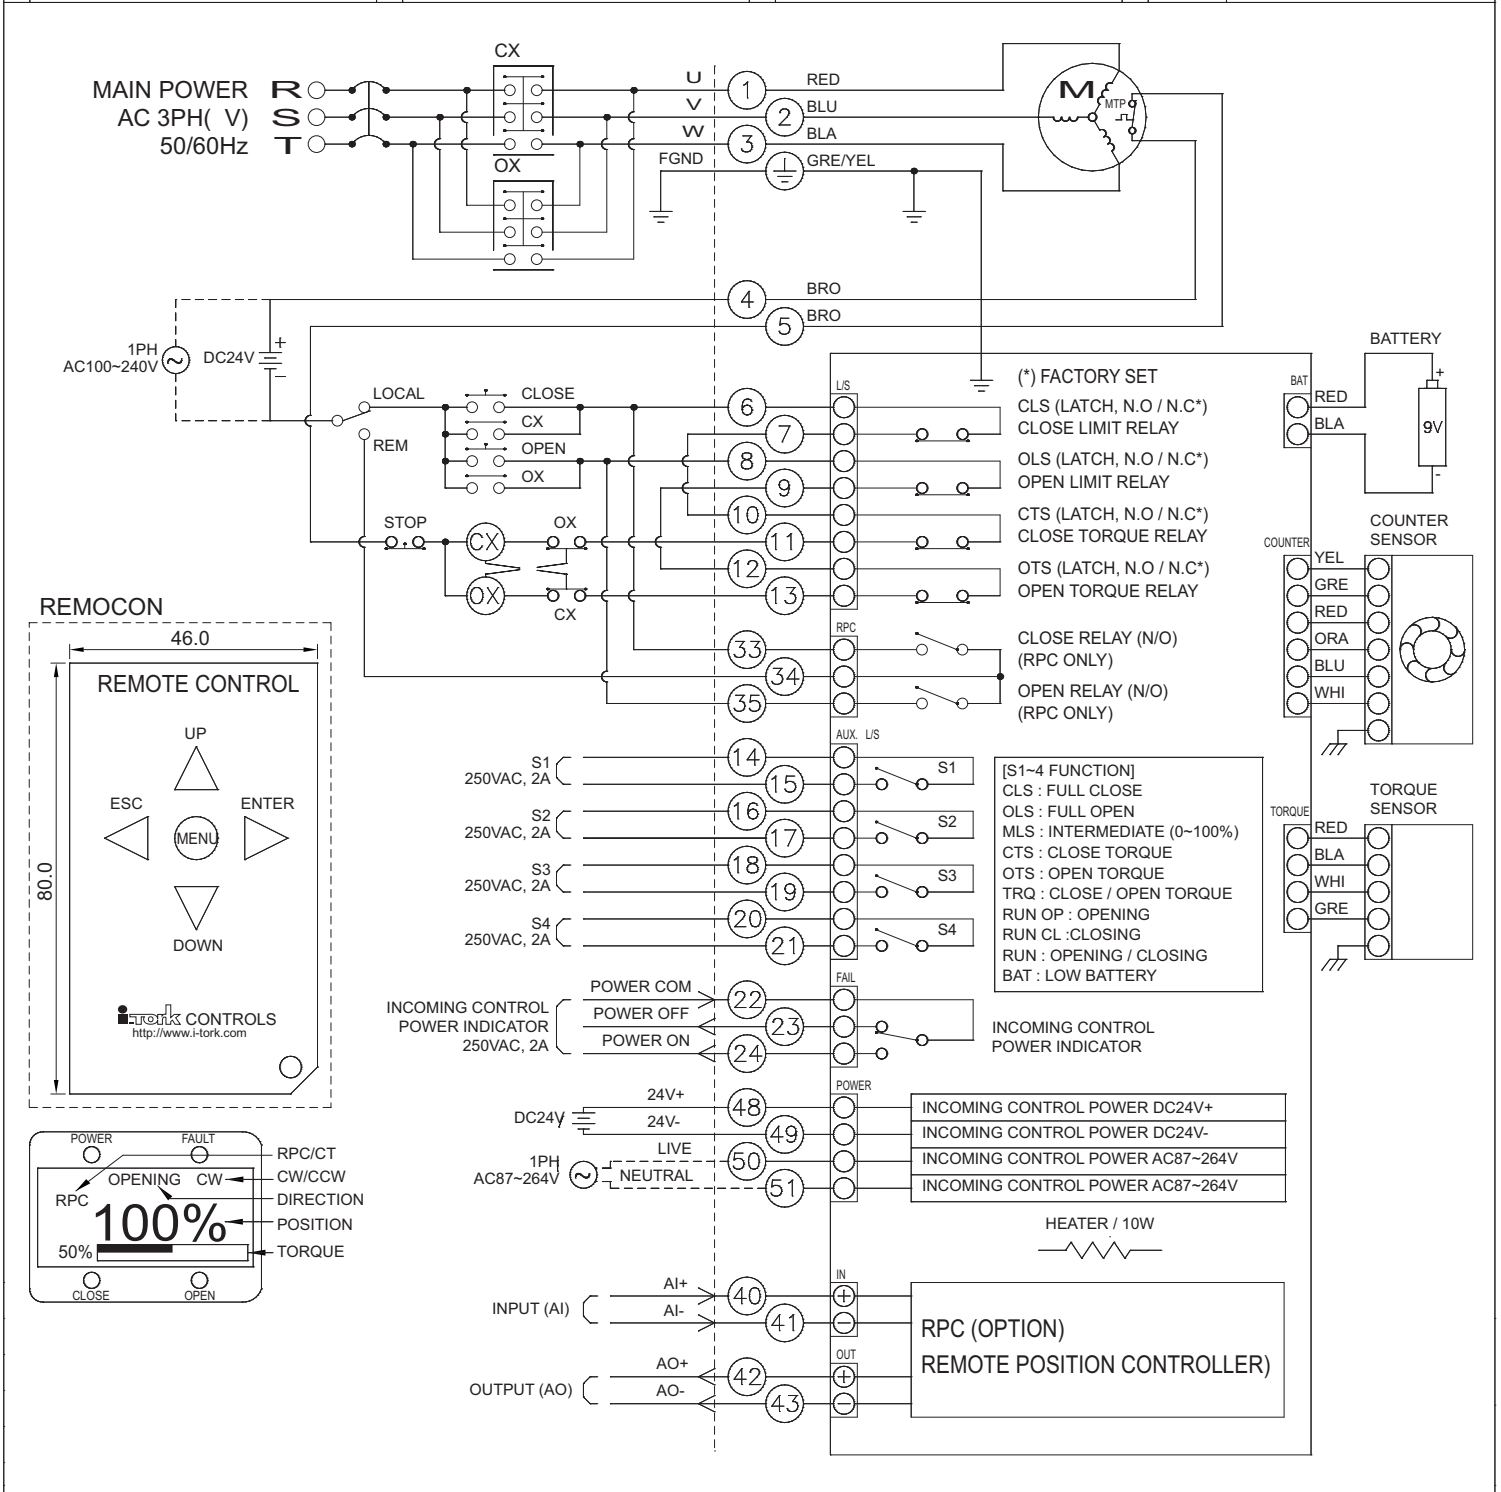 CX
MAIN POWER R
AC 3PH( V) S
50/60Hz T
OX
U 1 RED
V 2 BLU
W 3 BLA
FGND GRE/YEL
M
MTP
4 BRO
5 BRO
1PH
AC100~240V
DC24V
+
-
LOCAL
REM
CLOSE
CX
OPEN
OX
STOP
CX
OX
OX
CX
6
7
8
9
10
11
12
13
L/S
(*) FACTORY SET
CLS (LATCH, N.O / N.C*)
CLOSE LIMIT RELAY
OLS (LATCH, N.O / N.C*)
OPEN LIMIT RELAY
CTS (LATCH, N.O / N.C*)
CLOSE TORQUE RELAY
OTS (LATCH, N.O / N.C*)
OPEN TORQUE RELAY
33
34
35
RPC
CLOSE RELAY (N/O)
(RPC ONLY)
OPEN RELAY (N/O)
(RPC ONLY)
BATTERY
BAT
RED
BLA
+
9V
-
COUNTER
SENSOR
COUNTER
YEL
GRE
RED
ORA
BLU
WHI
TORQUE
SENSOR
TORQUE
RED
BLA
WHI
GRE
REMOCON
46.0
80.0
REMOTE CONTROL
UP
ESC
MENU
ENTER
DOWN
i-Tork CONTROLS
http://www.i-tork.com
AUX. L/S
S1
250VAC, 2A
14
15
S1
S2
250VAC, 2A
16
17
S2
S3
250VAC, 2A
18
19
S3
S4
250VAC, 2A
20
21
S4
[S1~4 FUNCTION]
CLS : FULL CLOSE
OLS : FULL OPEN
MLS : INTERMEDIATE (0~100%)
CTS : CLOSE TORQUE
OTS : OPEN TORQUE
TRQ : CLOSE / OPEN TORQUE
RUN OP : OPENING
RUN CL :CLOSING
RUN : OPENING / CLOSING
BAT : LOW BATTERY
INCOMING CONTROL
POWER INDICATOR
250VAC, 2A
POWER COM 22
POWER OFF 23
POWER ON 24
FAIL
INCOMING CONTROL
POWER INDICATOR
POWER
DC24V
24V+ 48
24V- 49
1PH
AC87~264V
LIVE 50
NEUTRAL 51
INCOMING CONTROL POWER DC24V+
INCOMING CONTROL POWER DC24V-
INCOMING CONTROL POWER AC87~264V
INCOMING CONTROL POWER AC87~264V
HEATER / 10W
POWER
FAULT
OPENING CW
RPC
100%
50%
CLOSE
OPEN
RPC/CT
CW/CCW
DIRECTION
POSITION
TORQUE
INPUT (AI)
AI+ 40
AI- 41
IN
+
-
OUTPUT (AO)
AO+ 42
AO- 43
OUT
+
-
RPC (OPTION)
REMOTE POSITION CONTROLLER)